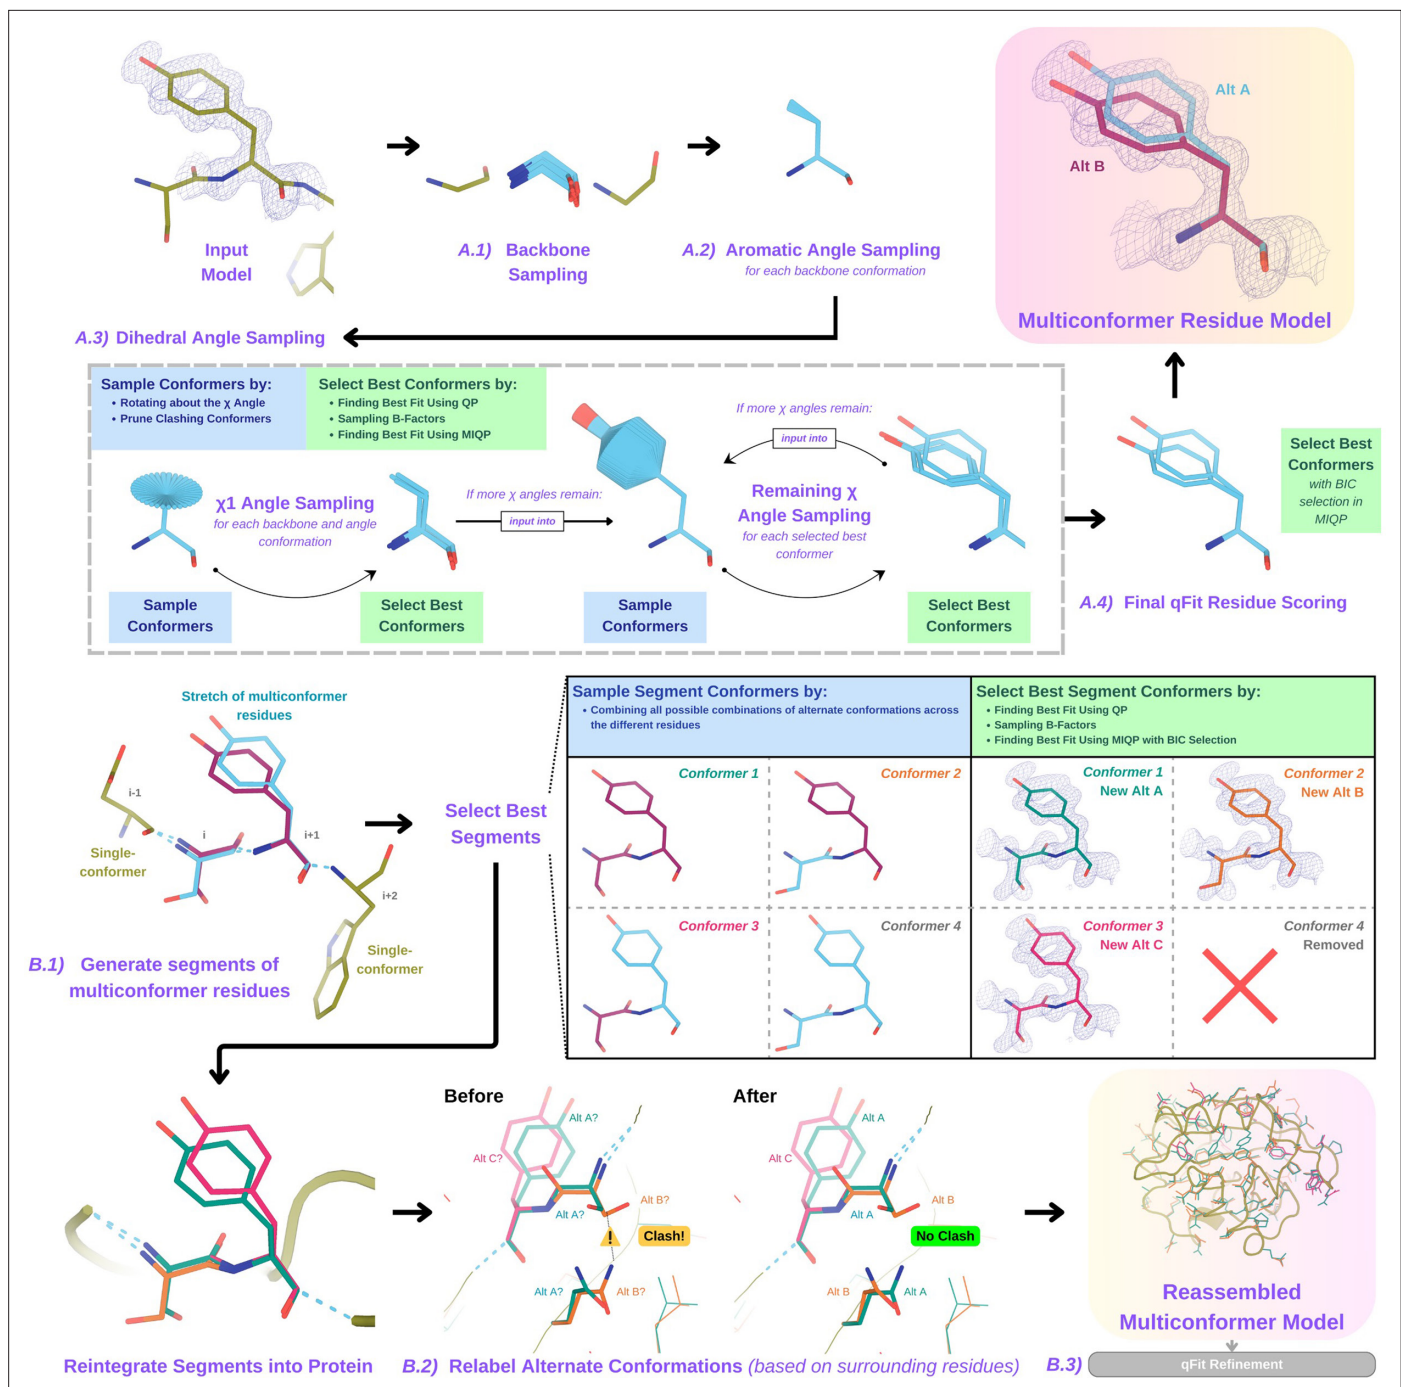 Input
Model
A.1) Backbone
Sampling
A.2) Aromatic Angle Sampling
for each backbone conformation
Alt A
Alt B
Multiconformer Residue Model
A.3) Dihedral Angle Sampling
Sample Conformers by:
• Rotating about the χ Angle
• Prune Clashing Conformers
Select Best Conformers by:
• Finding Best Fit Using QP
• Sampling B-Factors
• Finding Best Fit Using MIQP
χ1 Angle Sampling
for each backbone and angle
conformation
Sample
Conformers
Select Best
Conformers
If more χ angles remain:
input into
Sample
Conformers
If more χ angles remain:
input into
Remaining χ
Angle Sampling
for each selected best
conformer
Select Best
Conformers
Select Best
Conformers
with BIC
selection in
MIQP
A.4) Final qFit Residue Scoring
Stretch of multiconformer
residues
i-1
i
i+1
i+2
Single-
conformer
Single-
conformer
B.1) Generate segments of
multiconformer residues
Select Best
Segments
Sample Segment Conformers by:
• Combining all possible combinations of alternate conformations across
the different residues
Select Best Segment Conformers by:
• Finding Best Fit Using QP
• Sampling B-Factors
• Finding Best Fit Using MIQP with BIC Selection
Conformer 1
Conformer 2
Conformer 3
Conformer 4
Conformer 1
New Alt A
Conformer 2
New Alt B
Conformer 3
New Alt C
Conformer 4
Removed
Reintegrate Segments into Protein
Before
Alt A?
Alt C?
Alt B?
Alt A?
!
Clash!
Alt A?
Alt B?
After
Alt A
Alt C
Alt B
Alt A
No Clash
Alt B
Alt A
B.2) Relabel Alternate Conformations (based on surrounding residues)
Reassembled
Multiconformer Model
B.3)
qFit Refinement